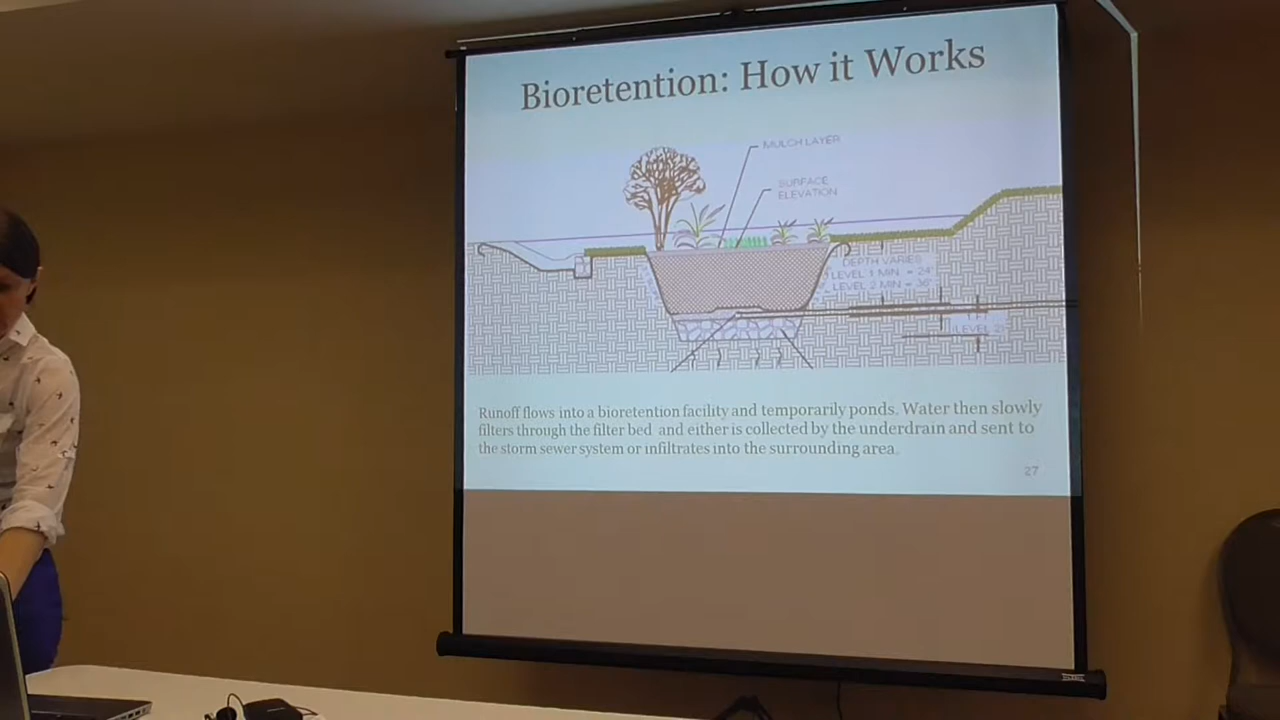 Bioretention: How it Works
MULCH LAYER
SURFACE
ELEVATION
DEPTH VARIES
LEVEL 1 MIN. = 24"
LEVEL 2 MIN. = 36"
(LEVEL 2)
Runoff flows into a bioretention facility and temporarily ponds. Water then slowly
filters through the filter bed and either is collected by the underdrain and sent to
the storm sewer system or infiltrates into the surrounding area.
27